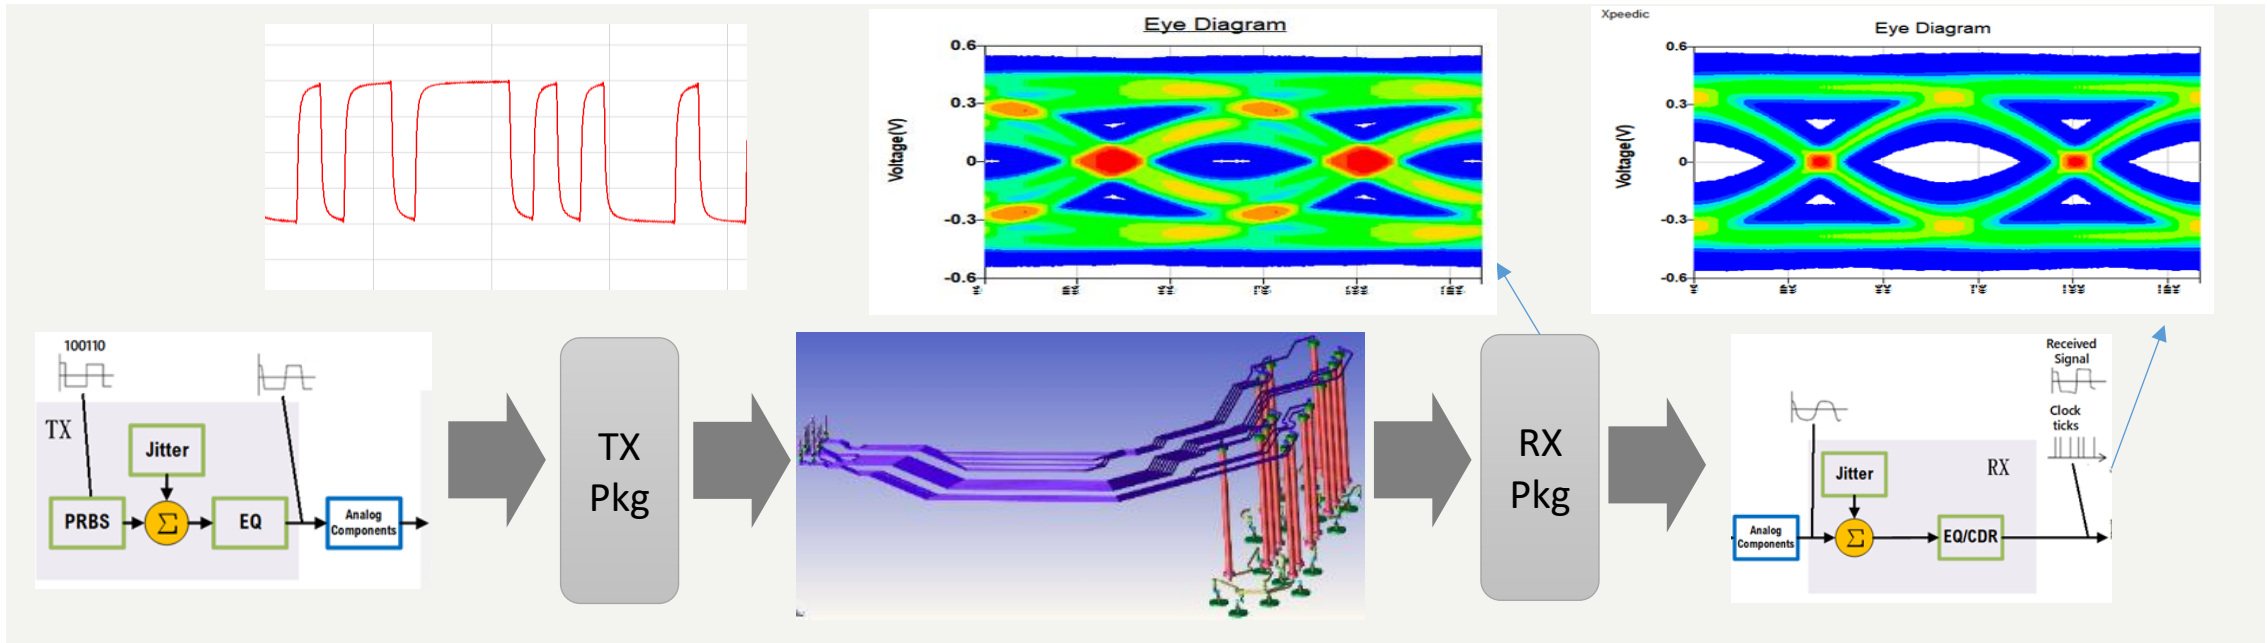 Eye Diagram
0.6
0.3
0
-0.3
-0.6
Voltage(V)
Xpeedic
Eye Diagram
0.6
0.3
0
-0.3
-0.6
Voltage(V)
100110
TX
Jitter
PRBS
Σ
EQ
Analog
Components
TX
Pkg
RX
Pkg
Received
Signal
Clock
ticks
RX
Jitter
Analog
Components
Σ
EQ/CDR